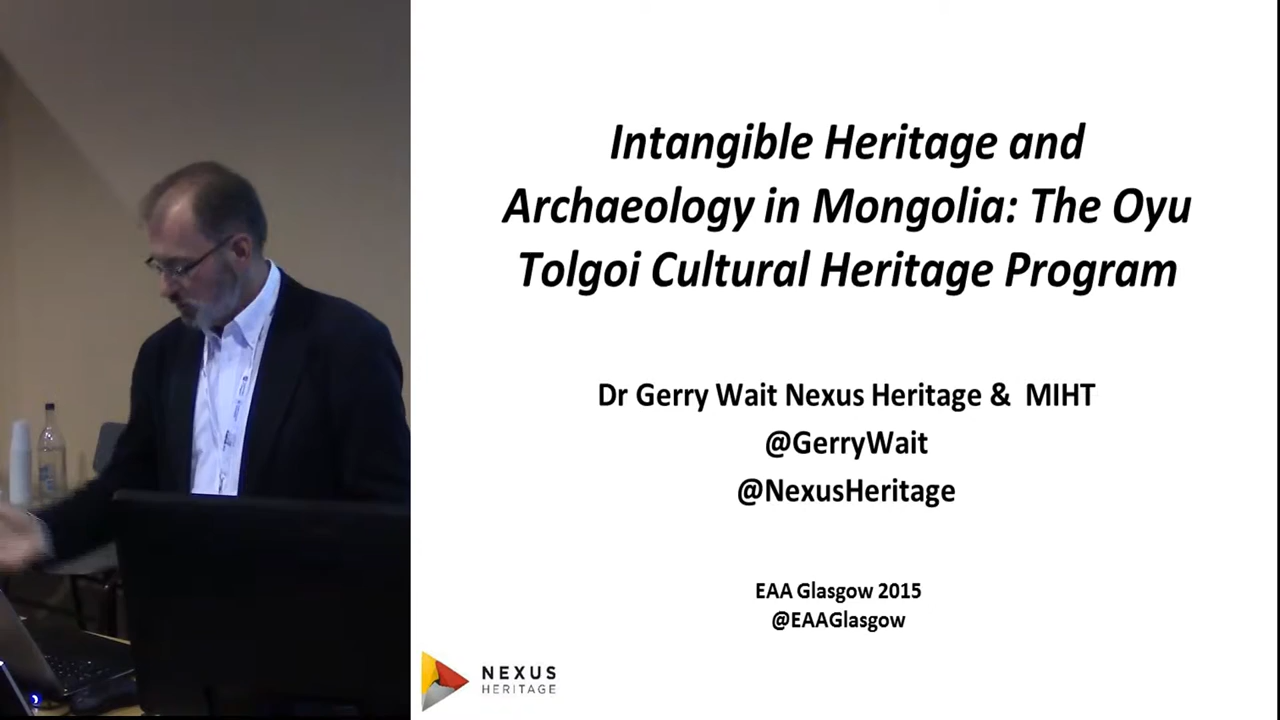 Intangible Heritage and
Archaeology in Mongolia: The Oyu
Tolgoi Cultural Heritage Program
Dr Gerry Wait Nexus Heritage & MIHT
@GerryWait
@NexusHeritage
EAA Glasgow 2015
@EAAGlasgow
NEXUS
HERITAGE